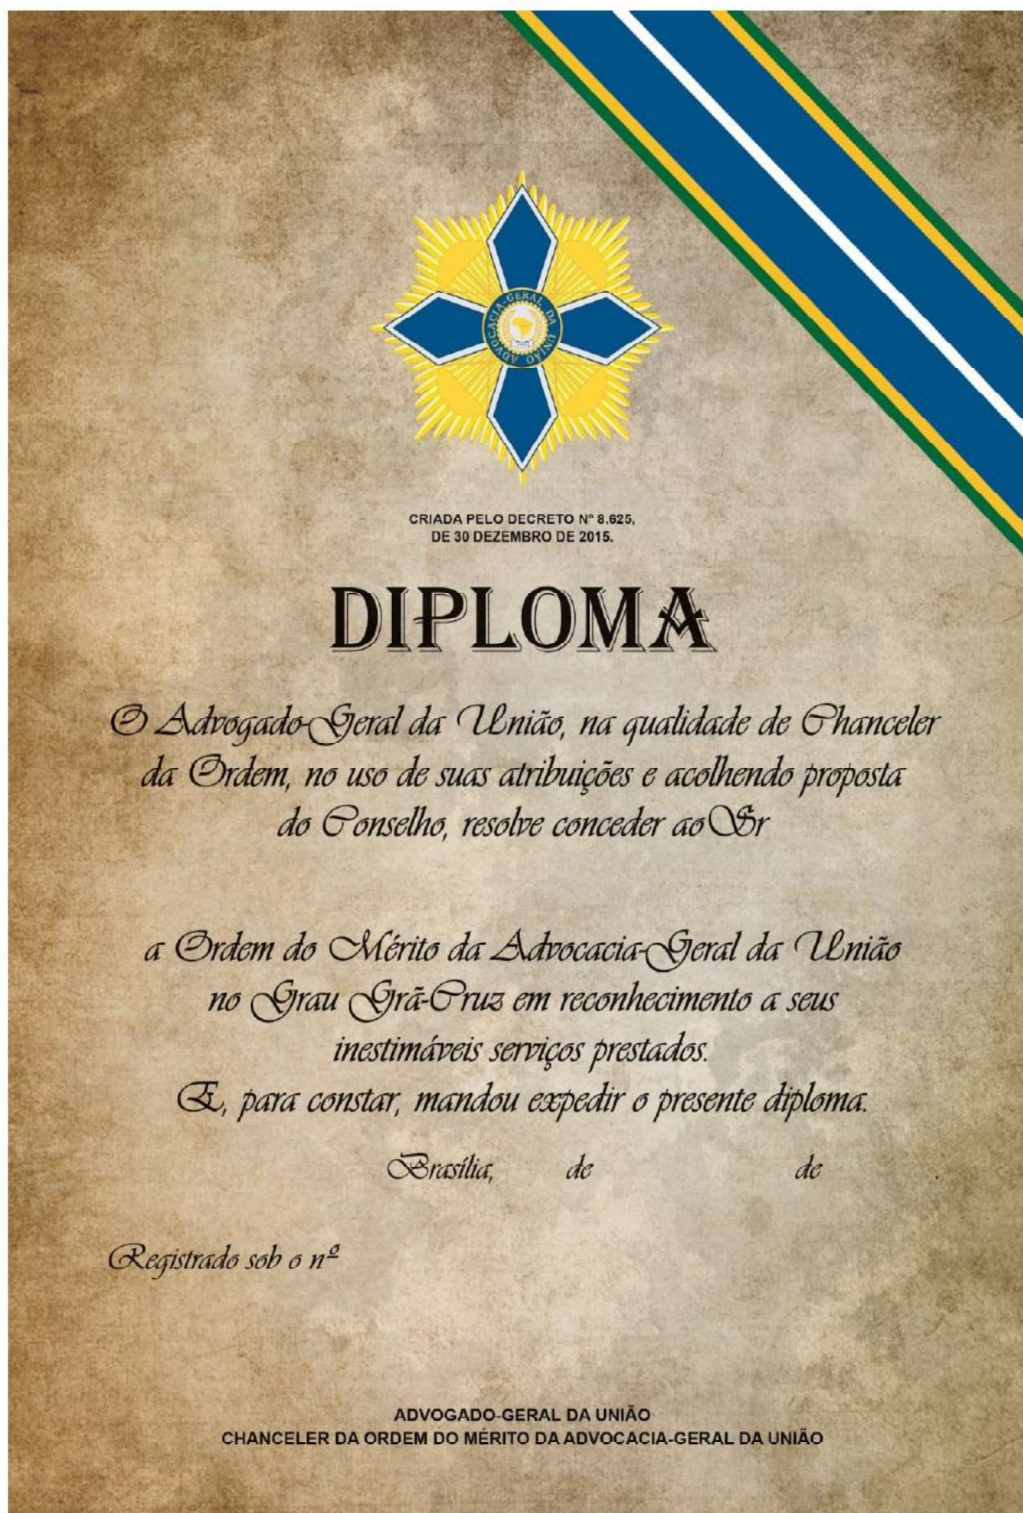 ADVOCACIA-GERAL DA UNIÃO
CRIADA PELO DECRETO Nº 8.625,
DE 30 DEZEMBRO DE 2015.
DIPLOMA
O Advogado-Geral da União, na qualidade de Chanceler
da Ordem, no uso de suas atribuições e acolhendo proposta
do Conselho, resolve conceder ao Sr
a Ordem do Mérito da Advocacia-Geral da União
no Grau Grã-Cruz em reconhecimento a seus
inestimáveis serviços prestados.
E, para constar, mandou expedir o presente diploma.
Brasília, de de .
Registrado sob o nº
ADVOGADO-GERAL DA UNIÃO
CHANCELER DA ORDEM DO MÉRITO DA ADVOCACIA-GERAL DA UNIÃO